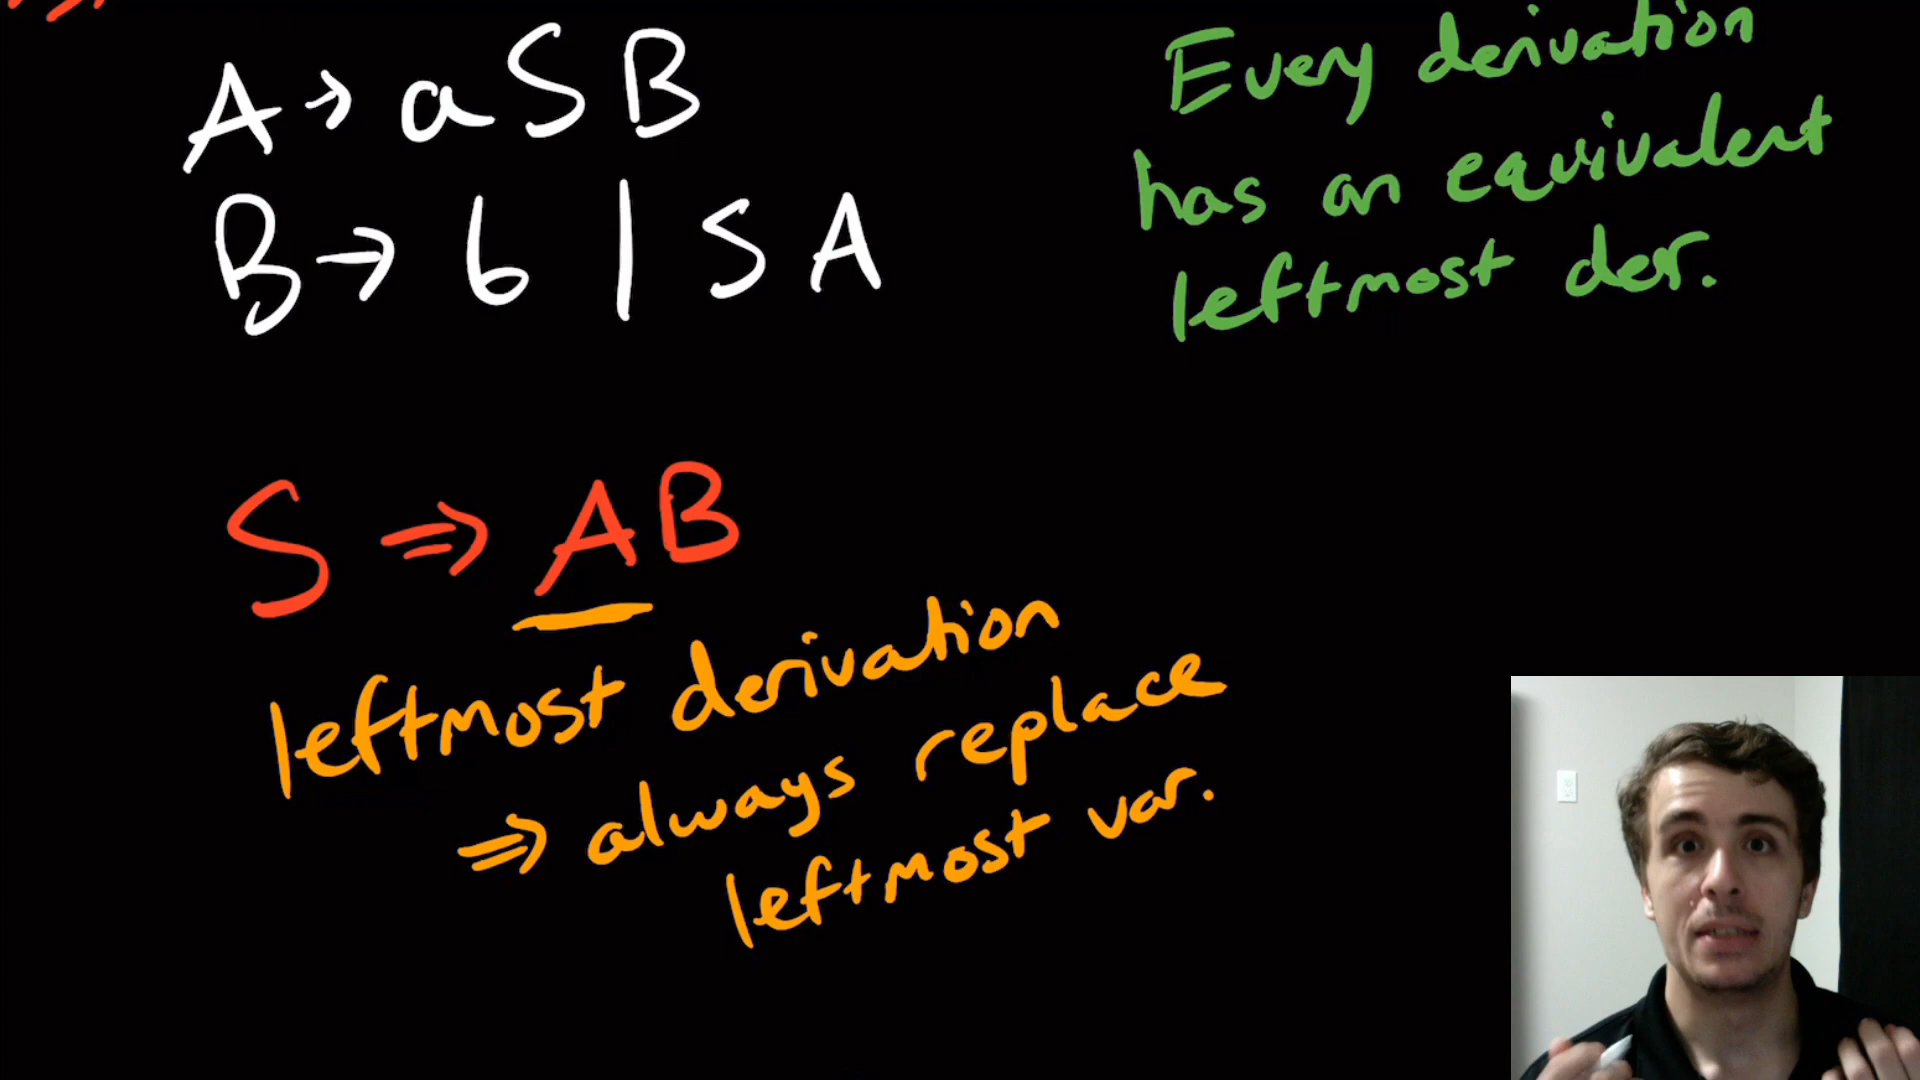 A → aSB
B → b | SA
Every derivation
has an equivalent
leftmost der.
S ⇒ AB
leftmost derivation
⇒ always replace
leftmost var.